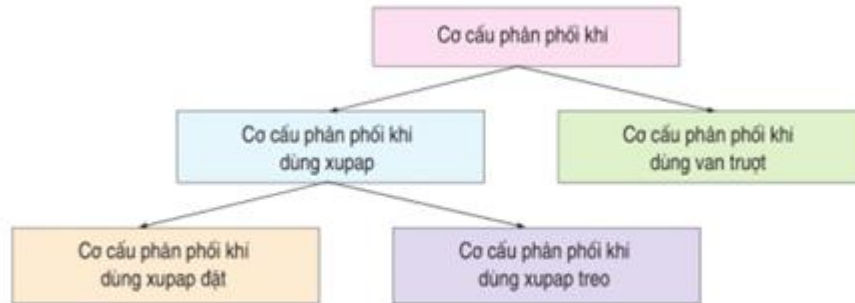 Cơ cấu phân phối khí
Cơ cấu phân phối khí
dùng xupap
Cơ cấu phân phối khí
dùng van trượt
Cơ cấu phân phối khí
dùng xupap đặt
Cơ cấu phân phối khí
dùng xupap treo